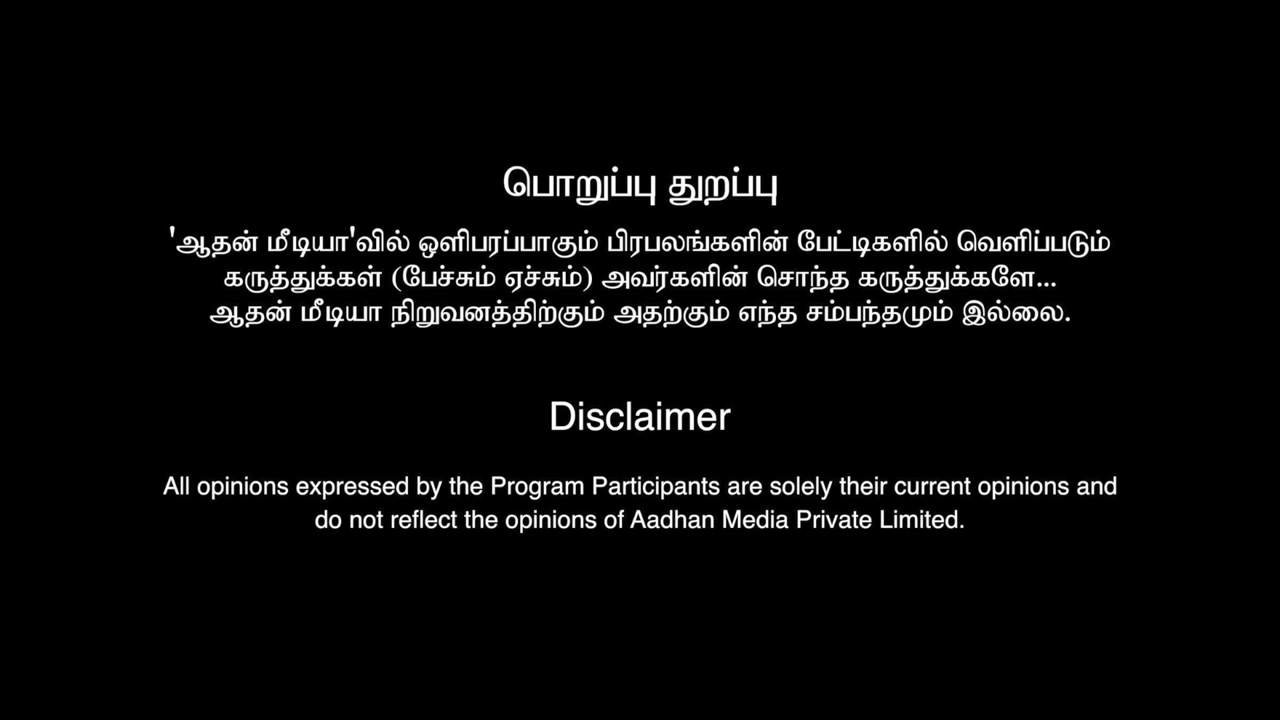 பொறுப்பு துறப்பு
'ஆதன் மீடியா'வில் ஒளிபரப்பாகும் பிரபலங்களின் பேட்டிகளில் வெளிப்படும்
கருத்துக்கள் (பேச்சும் ஏச்சும்) அவர்களின் சொந்த கருத்துக்களே...
ஆதன் மீடியா நிறுவனத்திற்கும் அதற்கும் எந்த சம்பந்தமும் இல்லை.
Disclaimer
All opinions expressed by the Program Participants are solely their current opinions and
do not reflect the opinions of Aadhan Media Private Limited.